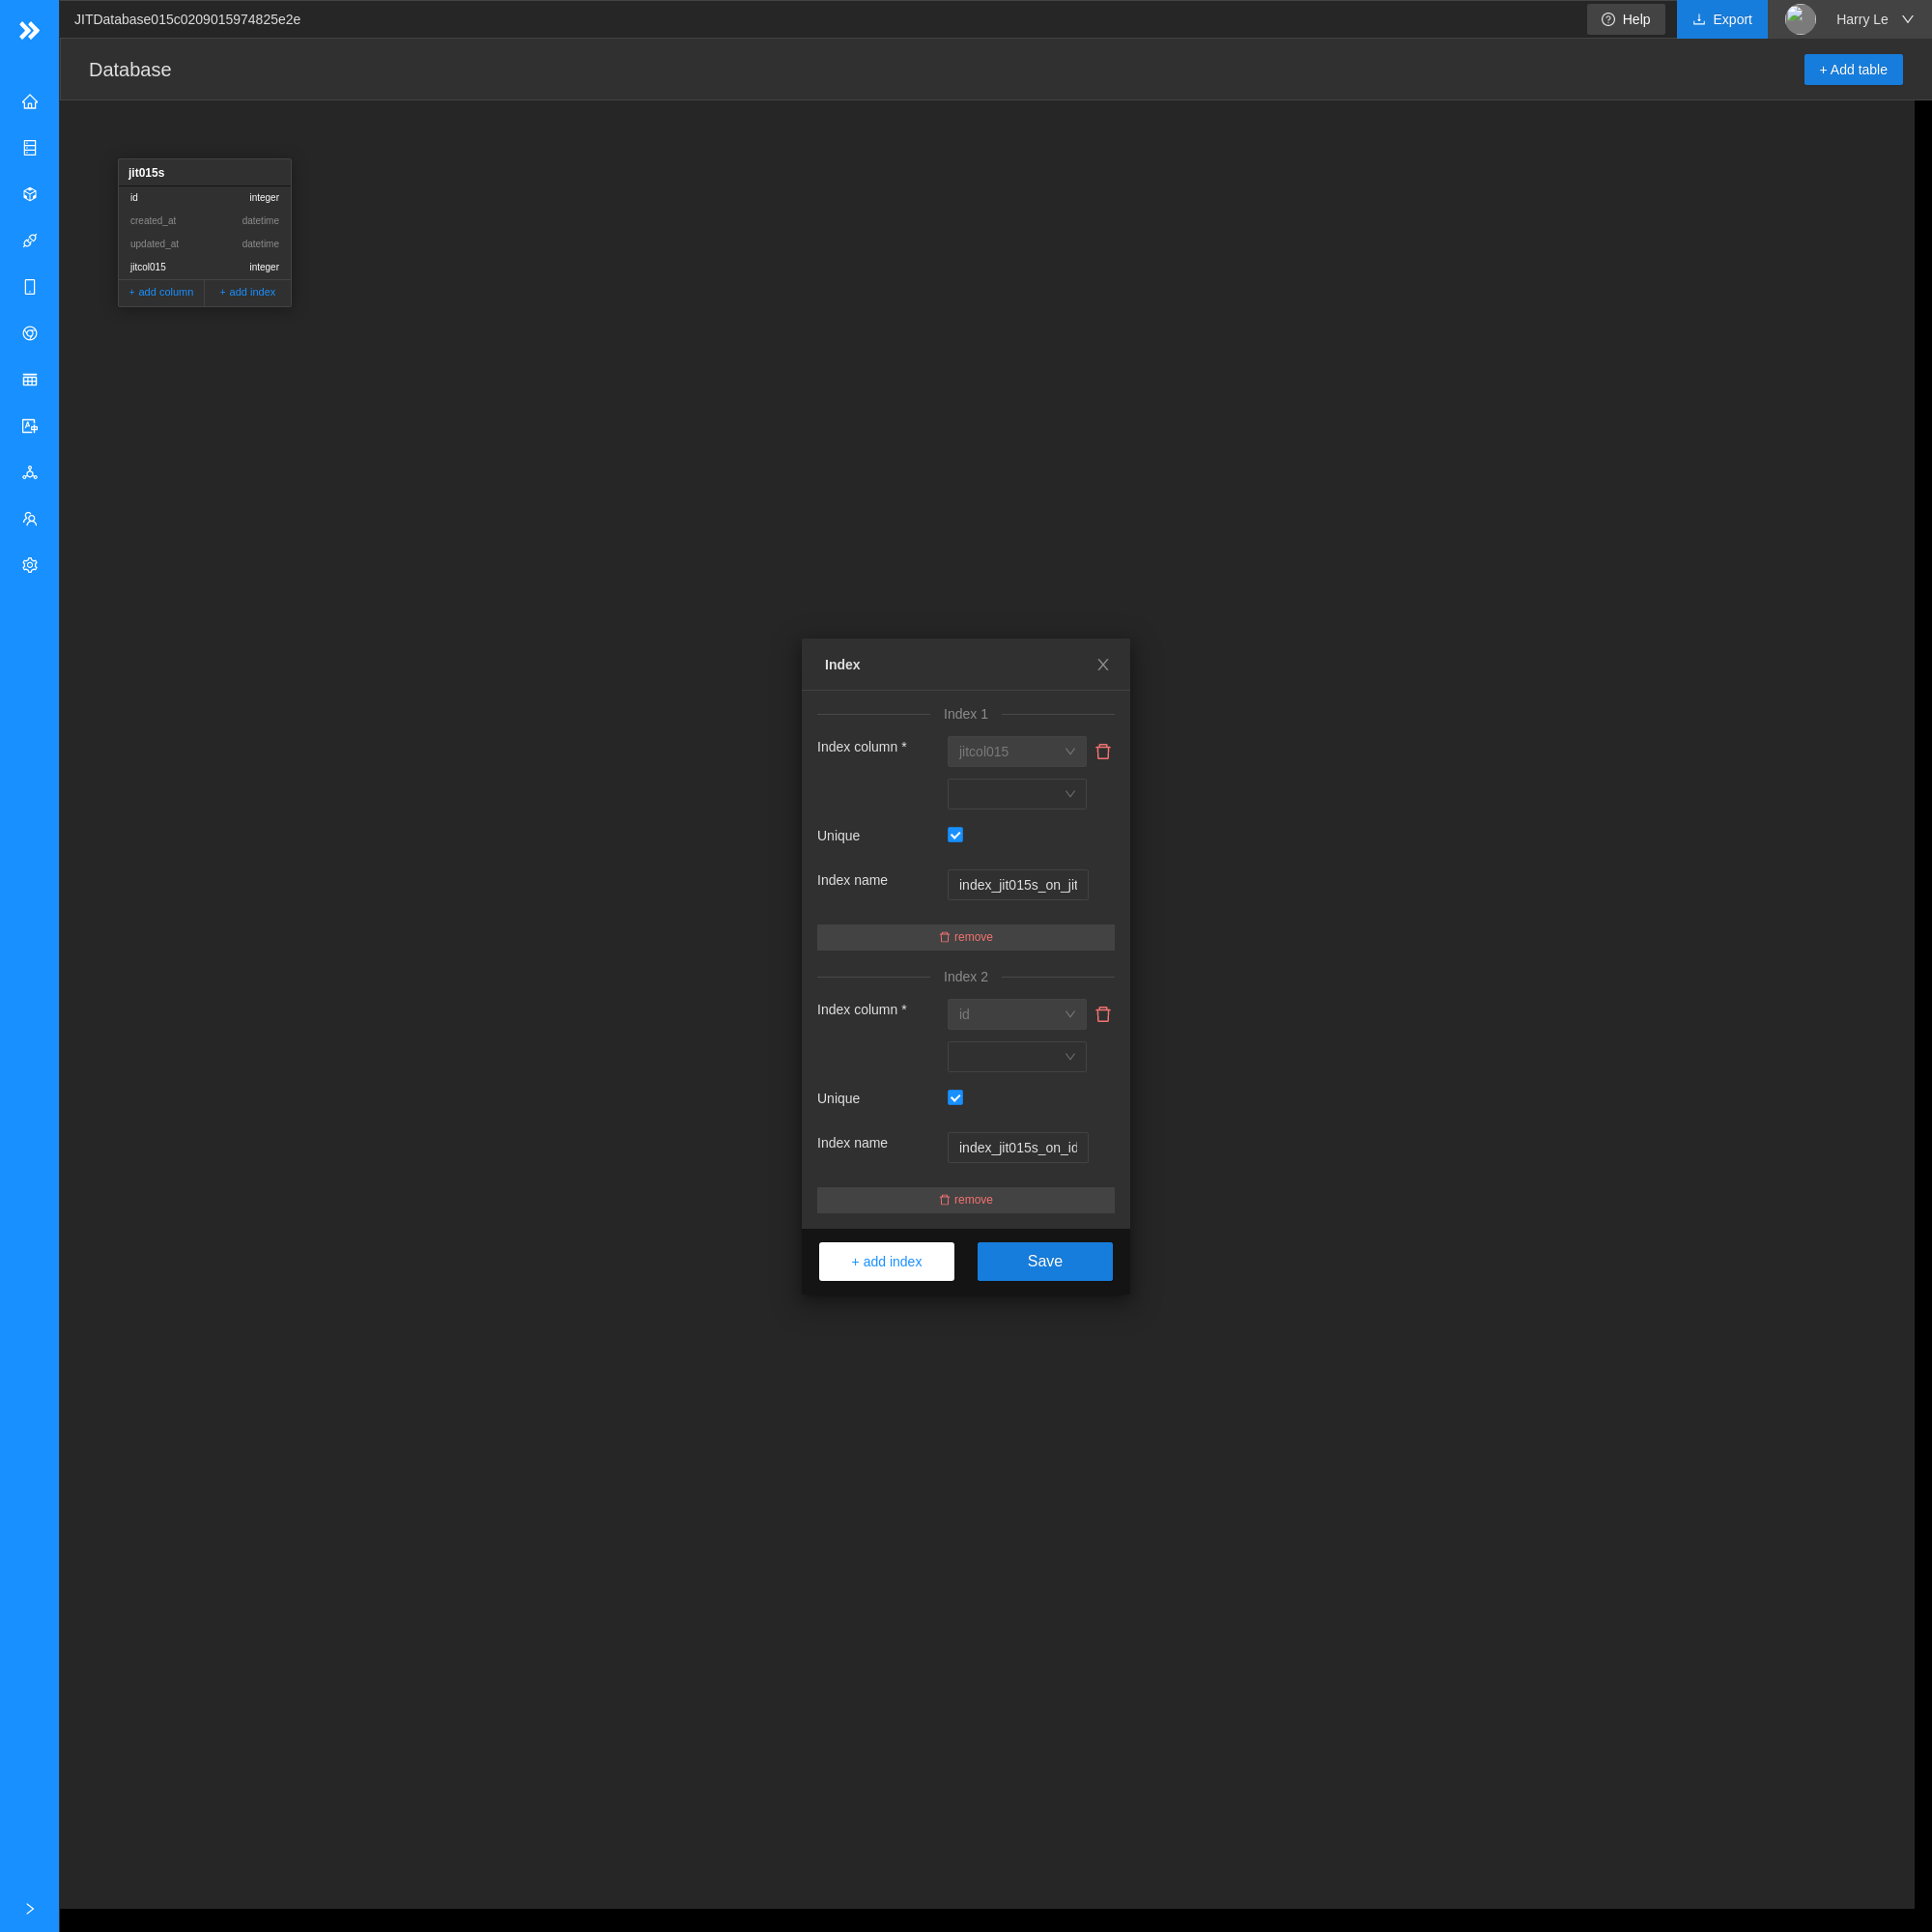 JITDatabase015c0209015974825e2e
Help
Export
Harry Le
Database
+ Add table
jit015s
id integer
created_at datetime
updated_at datetime
jitcol015 integer
+ add column + add index
Index
Index 1
Index column * jitcol015
Unique
Index name index_jit015s_on_jit
remove
Index 2
Index column * id
Unique
Index name index_jit015s_on_id
remove
+ add index Save